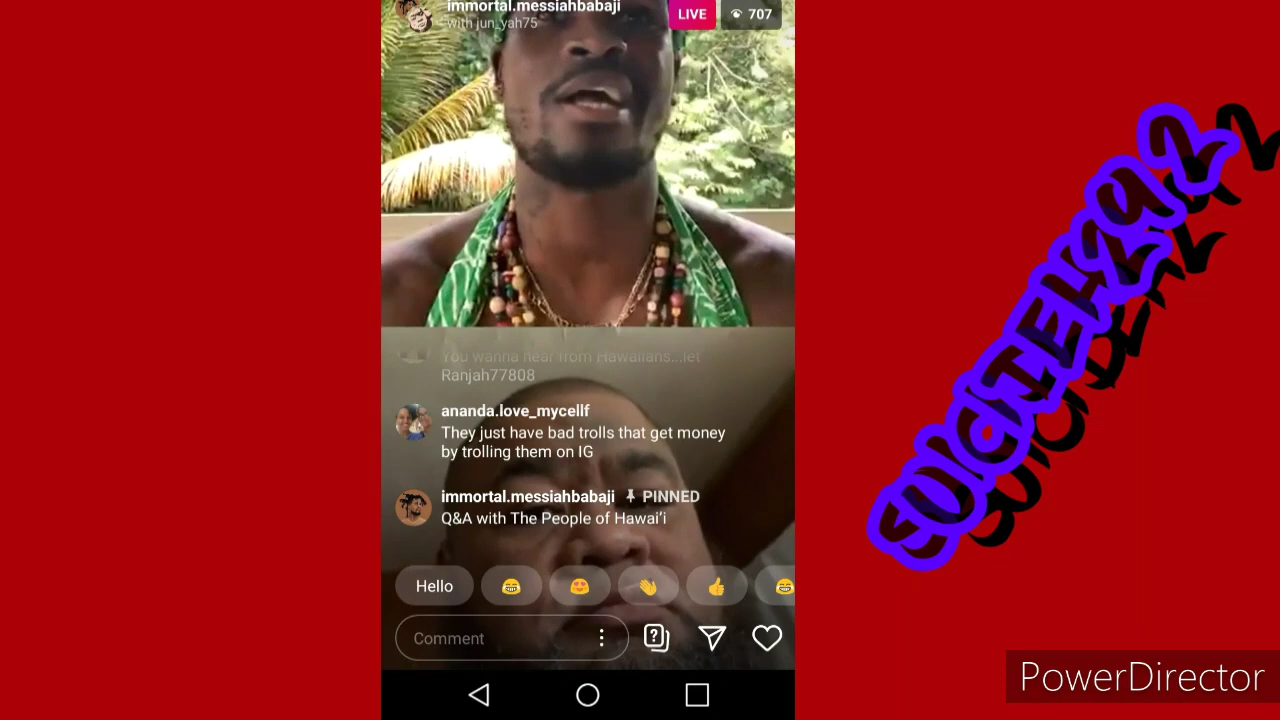 immortal.messiahbabaji
LIVE
707
with jun_yah75
You wanna hear from Hawaiians...let
Ranjah77808
ananda.love_mycellf
They just have bad trolls that get money
by trolling them on IG
immortal.messiahbabaji PINNED
Q&A with The People of Hawai'i
Hello
Comment
PowerDirector